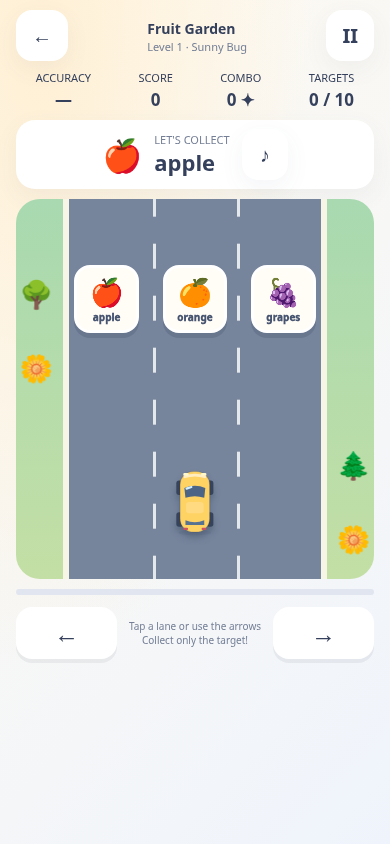 ←
Fruit Garden
Level 1 · Sunny Bug
II
ACCURACY SCORE COMBO TARGETS
— 0 0 ✦ 0 / 10
LET'S COLLECT
apple
♪
apple orange grapes
←
Tap a lane or use the arrows
Collect only the target!
→